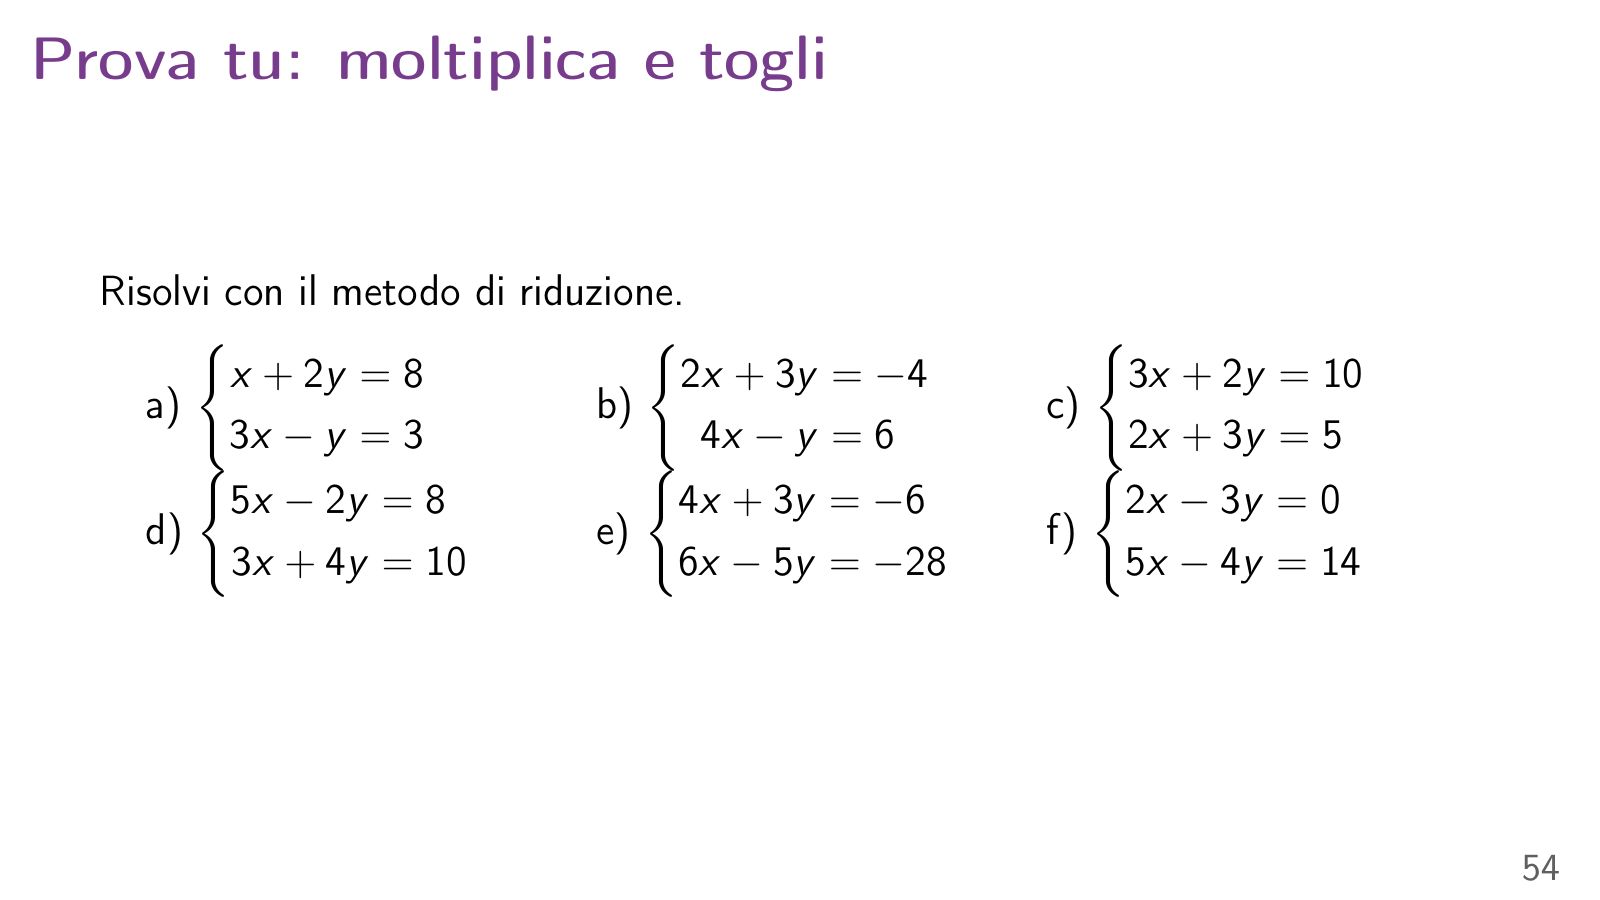 Prova tu: moltiplica e togli
Risolvi con il metodo di riduzione.
a) { x + 2y = 8
3x − y = 3
b) { 2x + 3y = −4
4x − y = 6
c) { 3x + 2y = 10
2x + 3y = 5
d) { 5x − 2y = 8
3x + 4y = 10
e) { 4x + 3y = −6
6x − 5y = −28
f) { 2x − 3y = 0
5x − 4y = 14
54